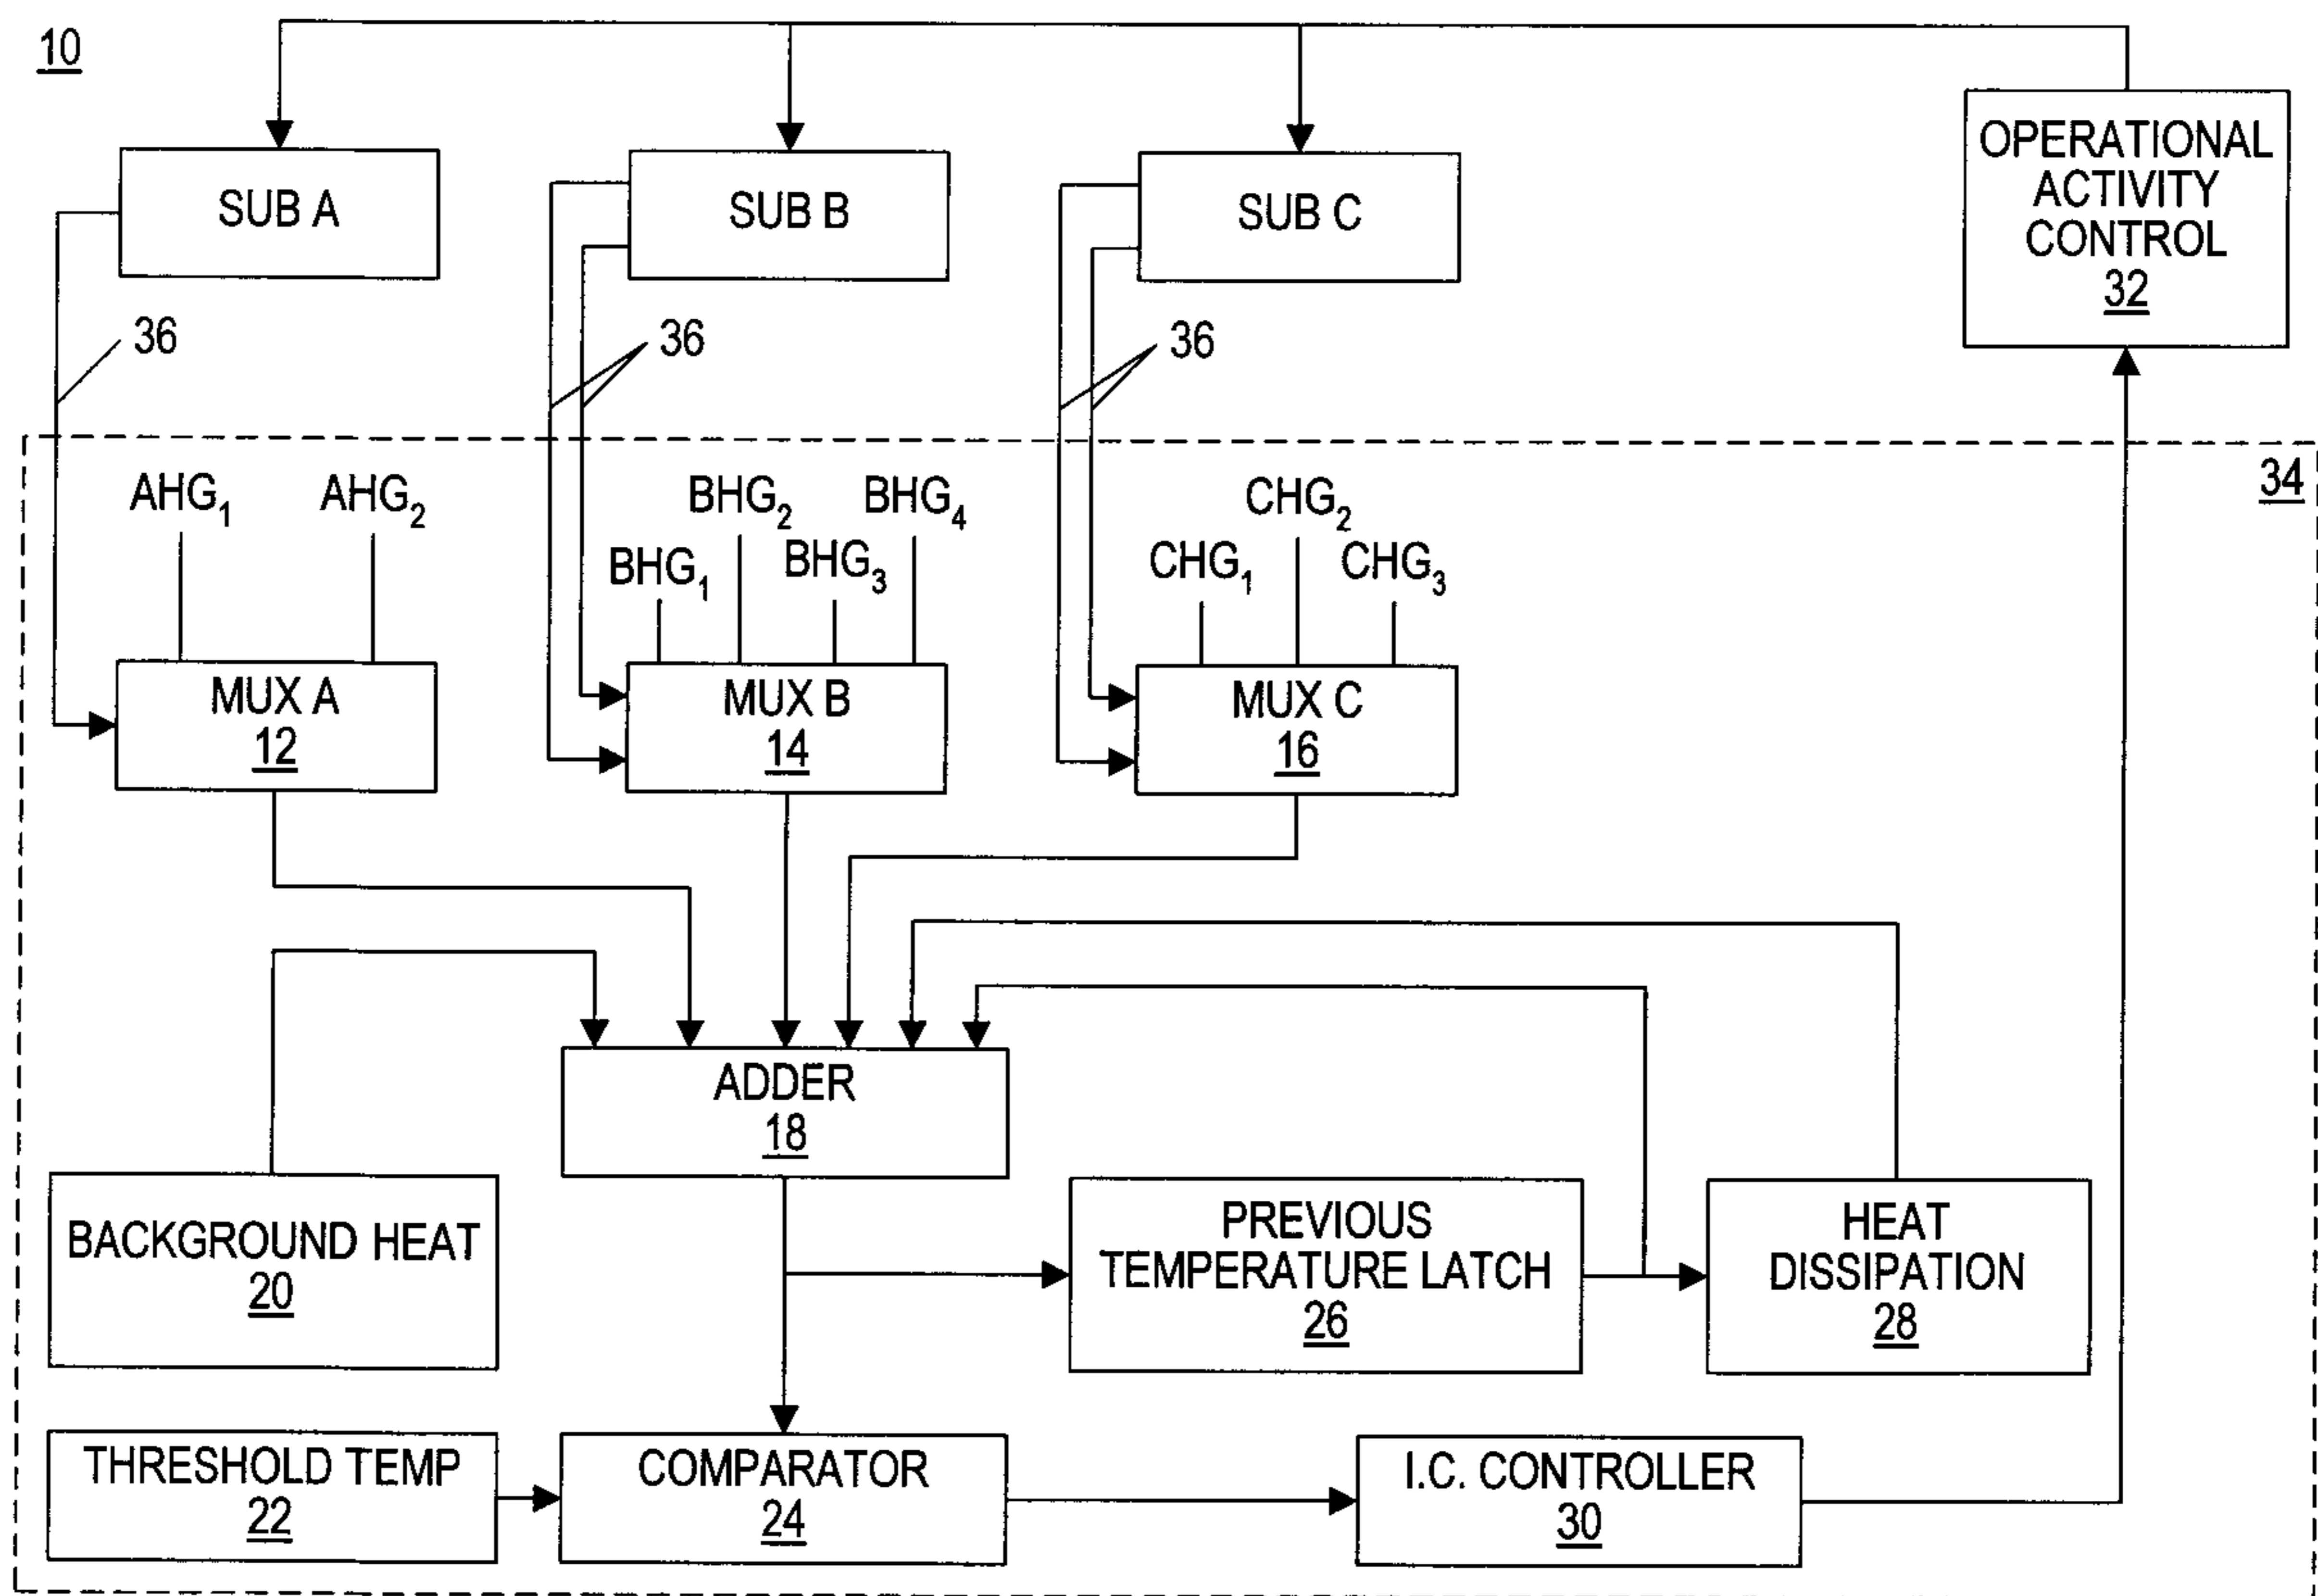 10
SUB A
SUB B
SUB C
OPERATIONAL
ACTIVITY
CONTROL
32
36
36
36
34
AHG₁
AHG₂
BHG₁
BHG₂
BHG₃
BHG₄
CHG₁
CHG₂
CHG₃
MUX A
12
MUX B
14
MUX C
16
ADDER
18
BACKGROUND HEAT
20
PREVIOUS
TEMPERATURE LATCH
26
HEAT
DISSIPATION
28
THRESHOLD TEMP
22
COMPARATOR
24
I.C. CONTROLLER
30